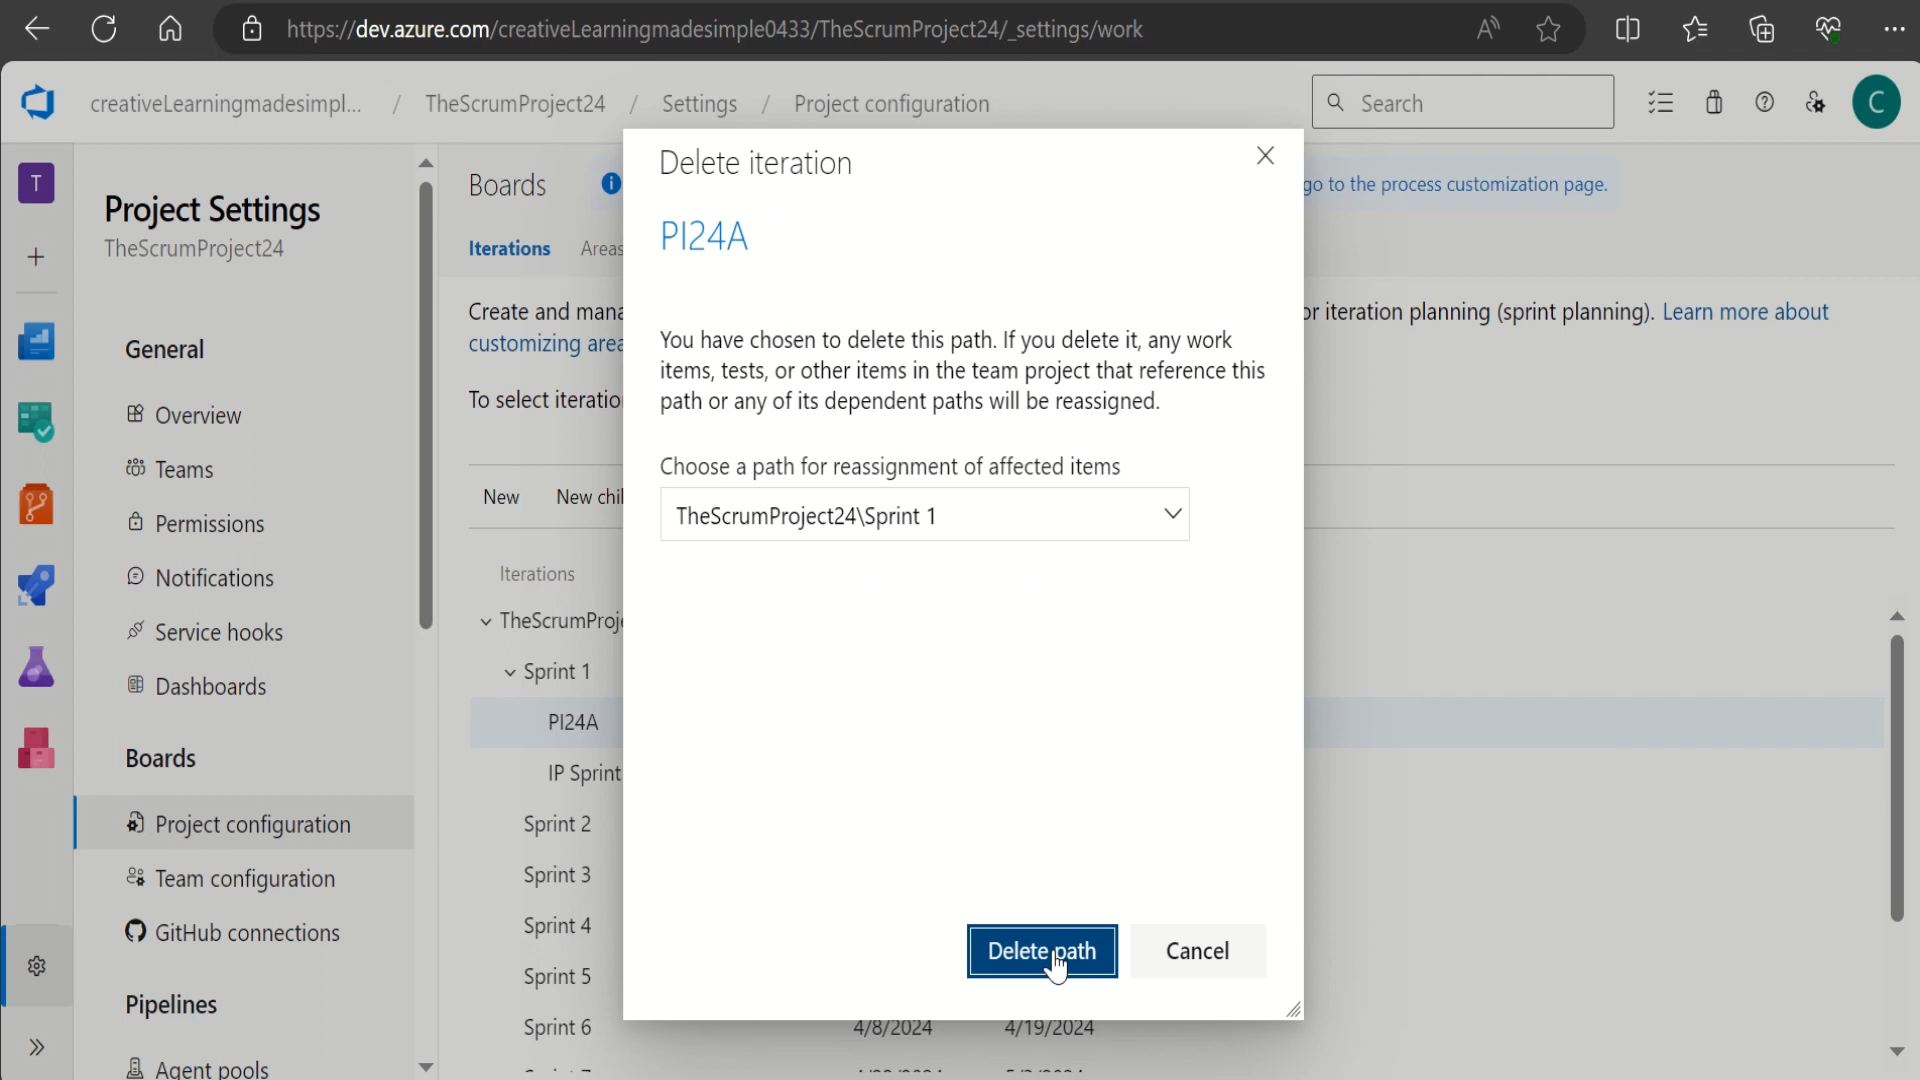 https://dev.azure.com/creativeLearningmadesimple0433/TheScrumProject24/_settings/work
creativeLearningmadesimpl... / TheScrumProject24 / Settings / Project configuration
Search
C
T
Project Settings
TheScrumProject24
General
Overview
Teams
Permissions
Notifications
Service hooks
Dashboards
Boards
Project configuration
Team configuration
GitHub connections
Pipelines
Agent pools
Boards
go to the process customization page.
Iterations Areas
Create and mana
or iteration planning (sprint planning). Learn more about
customizing area
To select iteratio
New New chil
Iterations
TheScrumProje
Sprint 1
PI24A
IP Sprint
Sprint 2
Sprint 3
Sprint 4
Sprint 5
Sprint 6 4/8/2024 4/19/2024
Delete iteration
PI24A
You have chosen to delete this path. If you delete it, any work
items, tests, or other items in the team project that reference this
path or any of its dependent paths will be reassigned.
Choose a path for reassignment of affected items
TheScrumProject24\Sprint 1
Delete path
Cancel